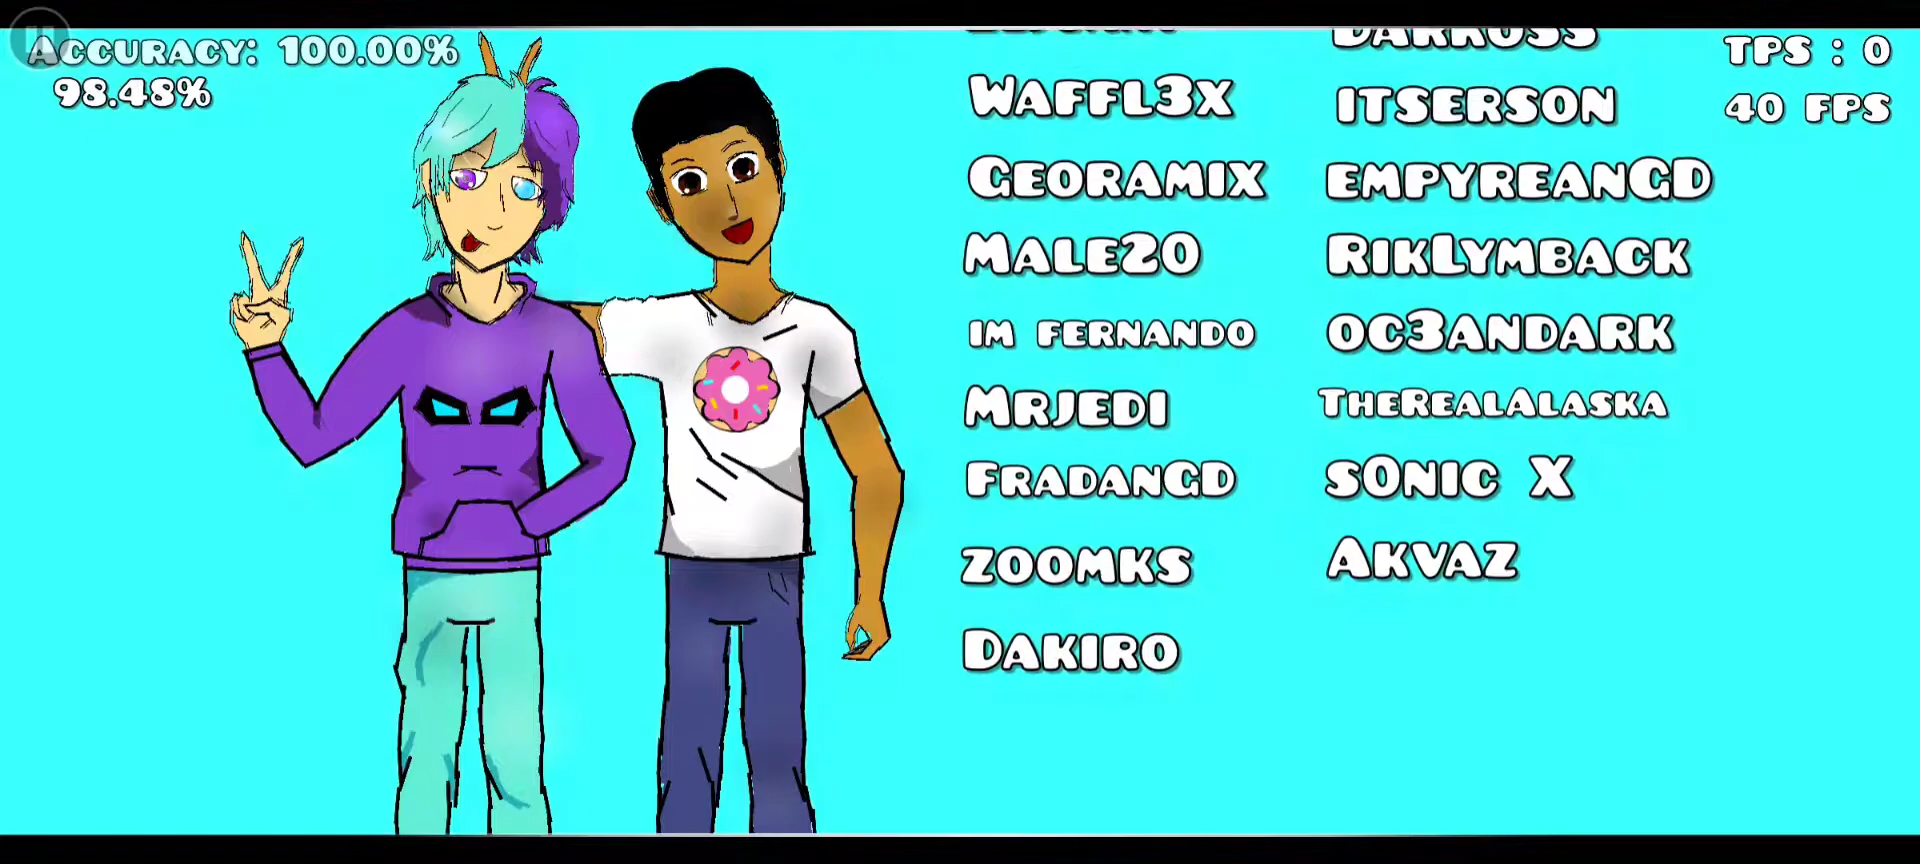 Accuracy: 100.00%
98.48%
Waffl3x
Georamix
Male20
im fernando
Mrjedi
FradanGD
zoomks
Dakiro
Darkoss
itserson
empyreanGD
RikLymback
oc3andark
TheRealAlaska
s0nic X
Akvaz
TPS : 0
40 FPS